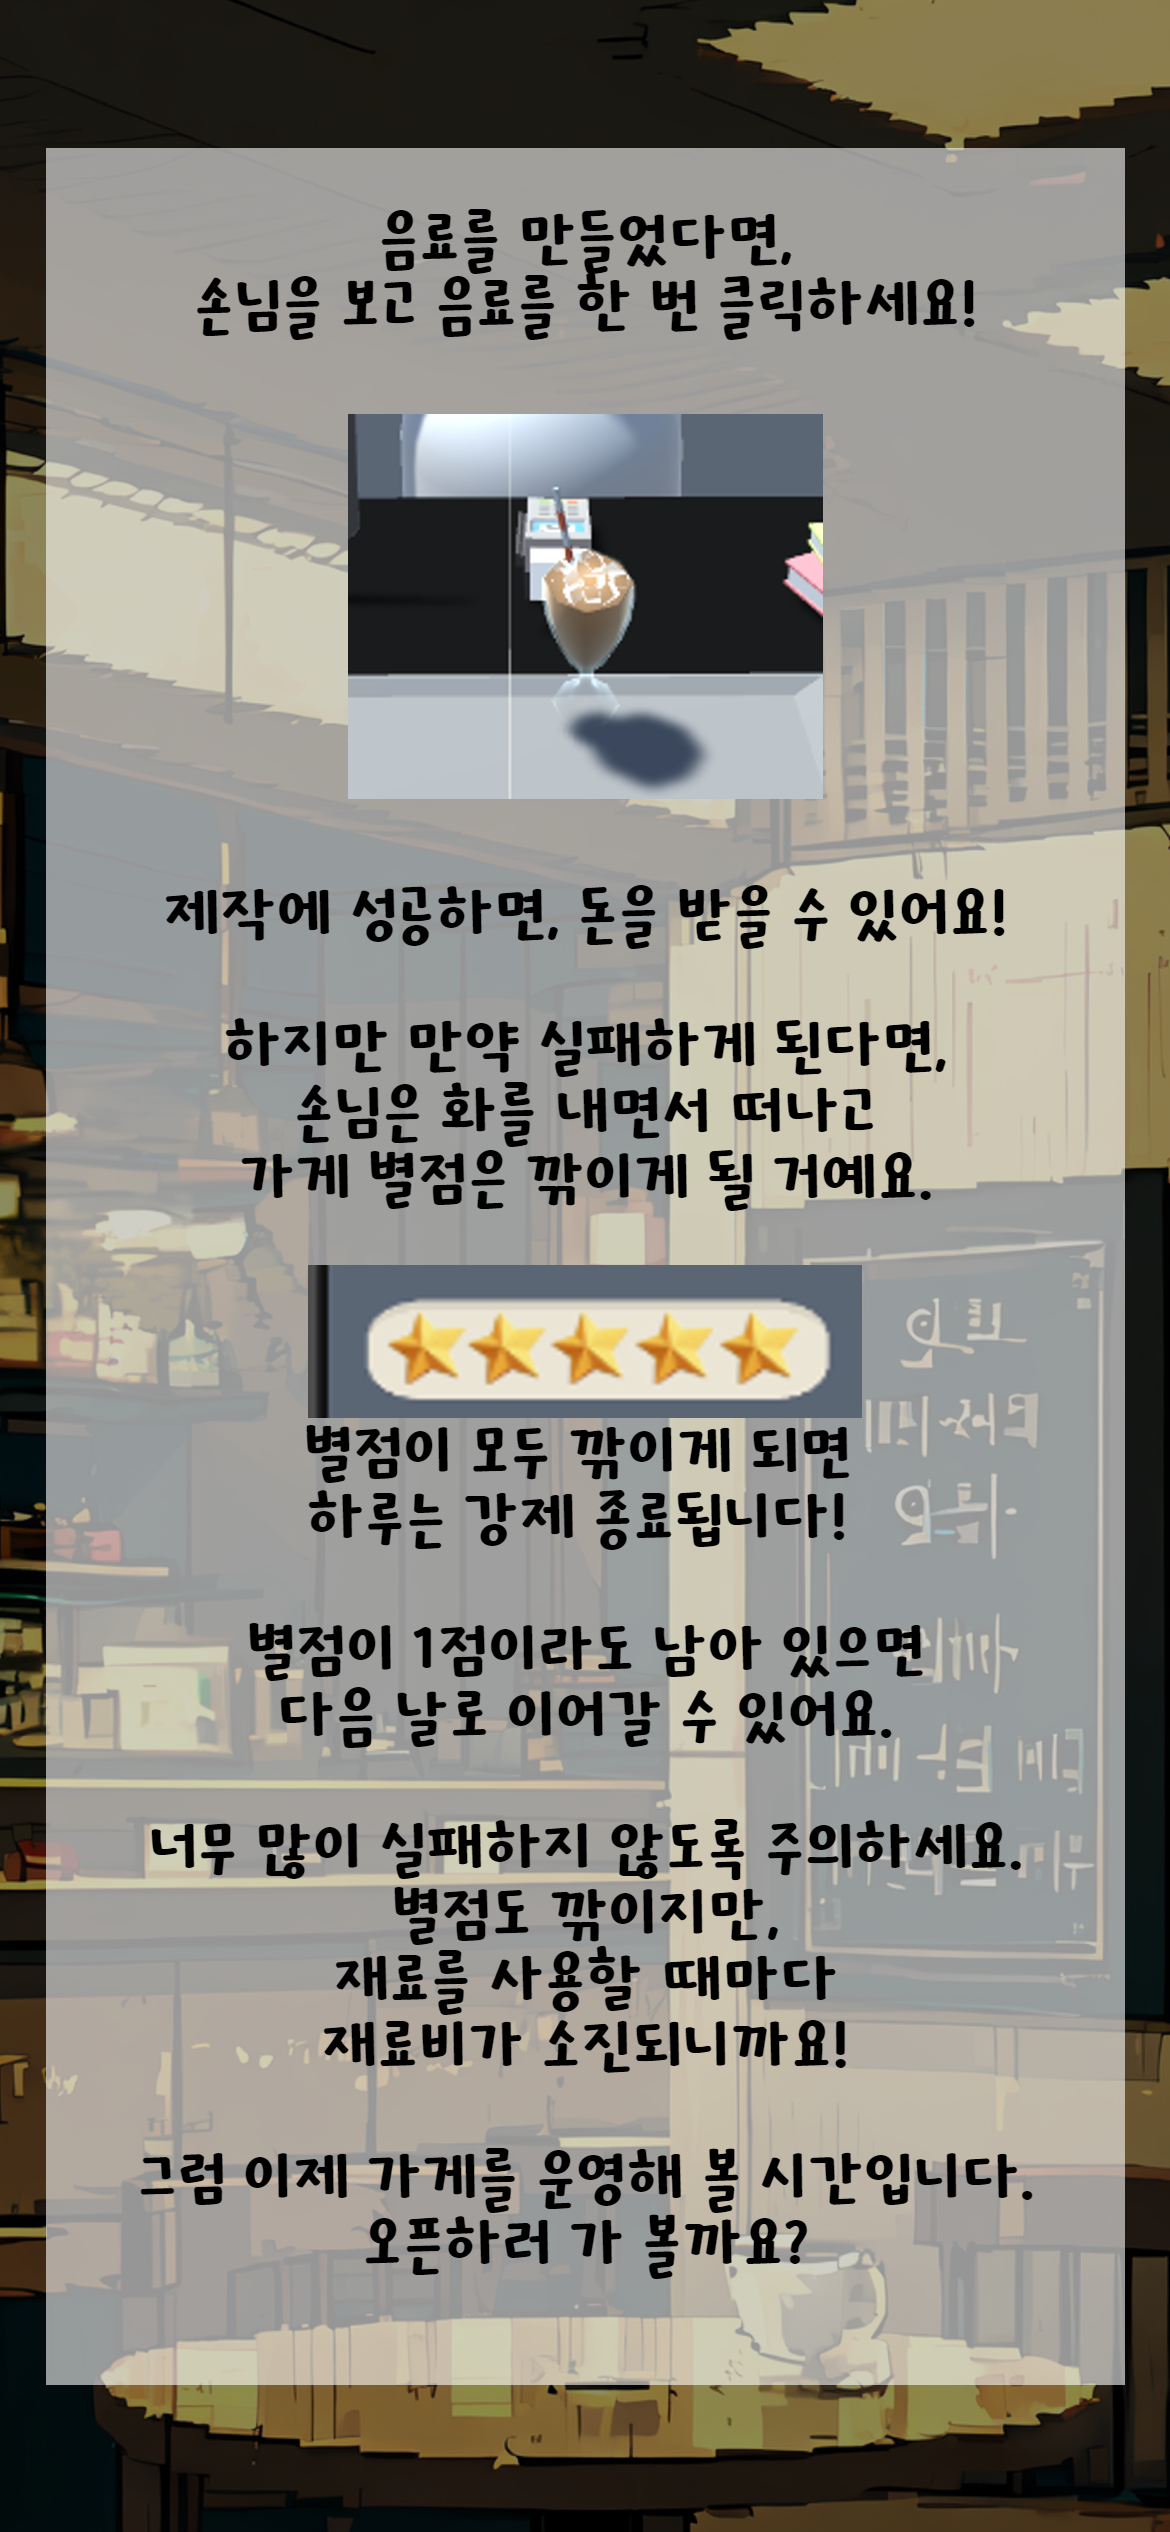 음료를 만들었다면,
손님을 보고 음료를 한 번 클릭하세요!
제작에 성공하면, 돈을 받을 수 있어요!
하지만 만약 실패하게 된다면,
손님은 화를 내면서 떠나고
가게 별점은 깎이게 될 거예요.
별점이 모두 깎이게 되면
하루는 강제 종료됩니다!
별점이 1점이라도 남아 있으면
다음 날로 이어갈 수 있어요.
너무 많이 실패하지 않도록 주의하세요.
별점도 깎이지만,
재료를 사용할 때마다
재료비가 소진되니까요!
그럼 이제 가게를 운영해 볼 시간입니다.
오픈하러 가 볼까요?